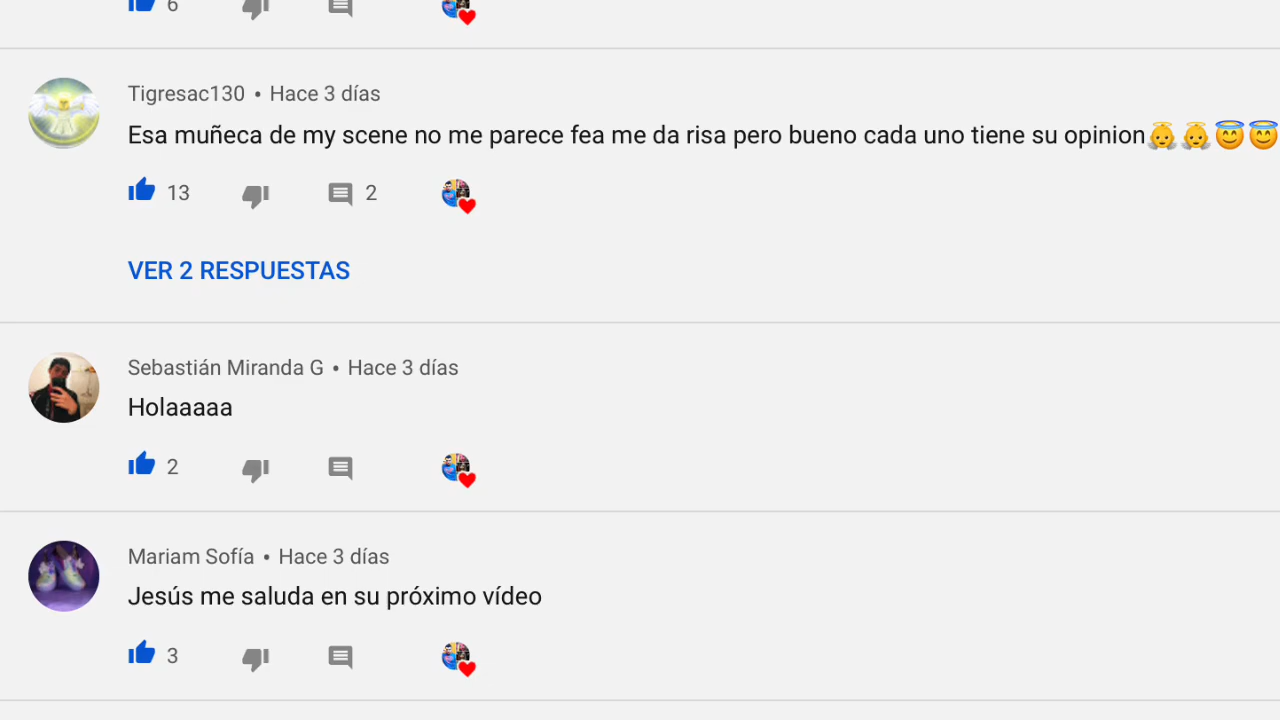 6
Tigresac130 • Hace 3 días
Esa muñeca de my scene no me parece fea me da risa pero bueno cada uno tiene su opinion👼👼😇😇
13 2
VER 2 RESPUESTAS
Sebastián Miranda G • Hace 3 días
Holaaaaa
2
Mariam Sofía • Hace 3 días
Jesús me saluda en su próximo vídeo
3